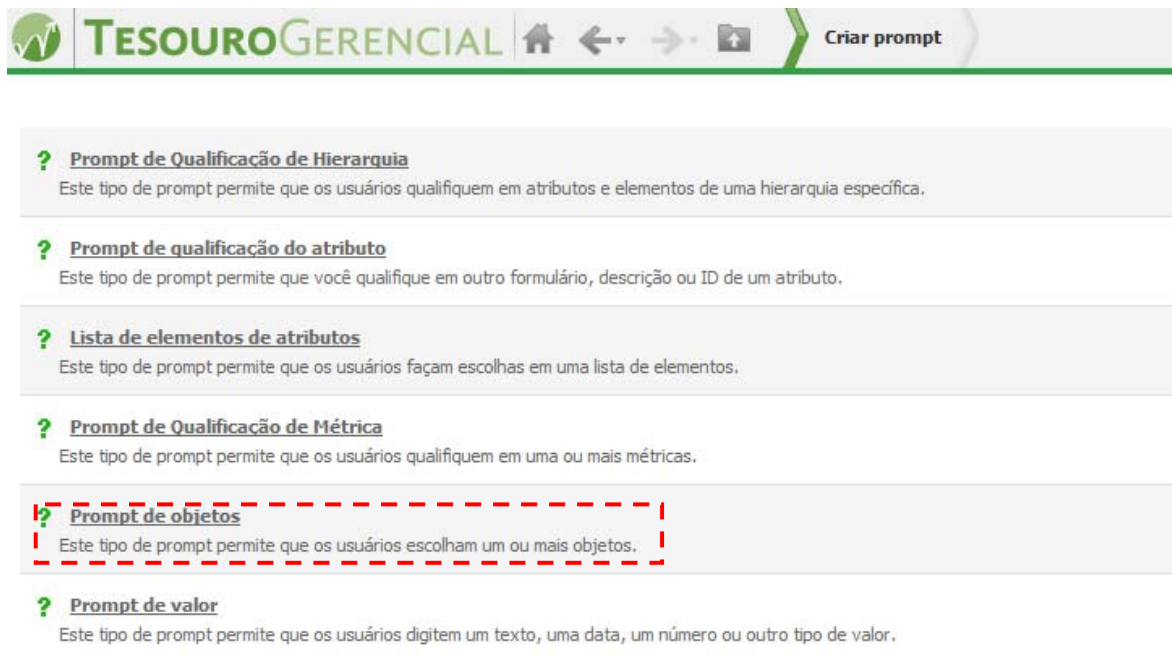 TESOUROGERENCIAL Criar prompt
? Prompt de Qualificação de Hierarquia
Este tipo de prompt permite que os usuários qualifiquem em atributos e elementos de uma hierarquia específica.
? Prompt de qualificação do atributo
Este tipo de prompt permite que você qualifique em outro formulário, descrição ou ID de um atributo.
? Lista de elementos de atributos
Este tipo de prompt permite que os usuários façam escolhas em uma lista de elementos.
? Prompt de Qualificação de Métrica
Este tipo de prompt permite que os usuários qualifiquem em uma ou mais métricas.
? Prompt de objetos
Este tipo de prompt permite que os usuários escolham um ou mais objetos.
? Prompt de valor
Este tipo de prompt permite que os usuários digitem um texto, uma data, um número ou outro tipo de valor.